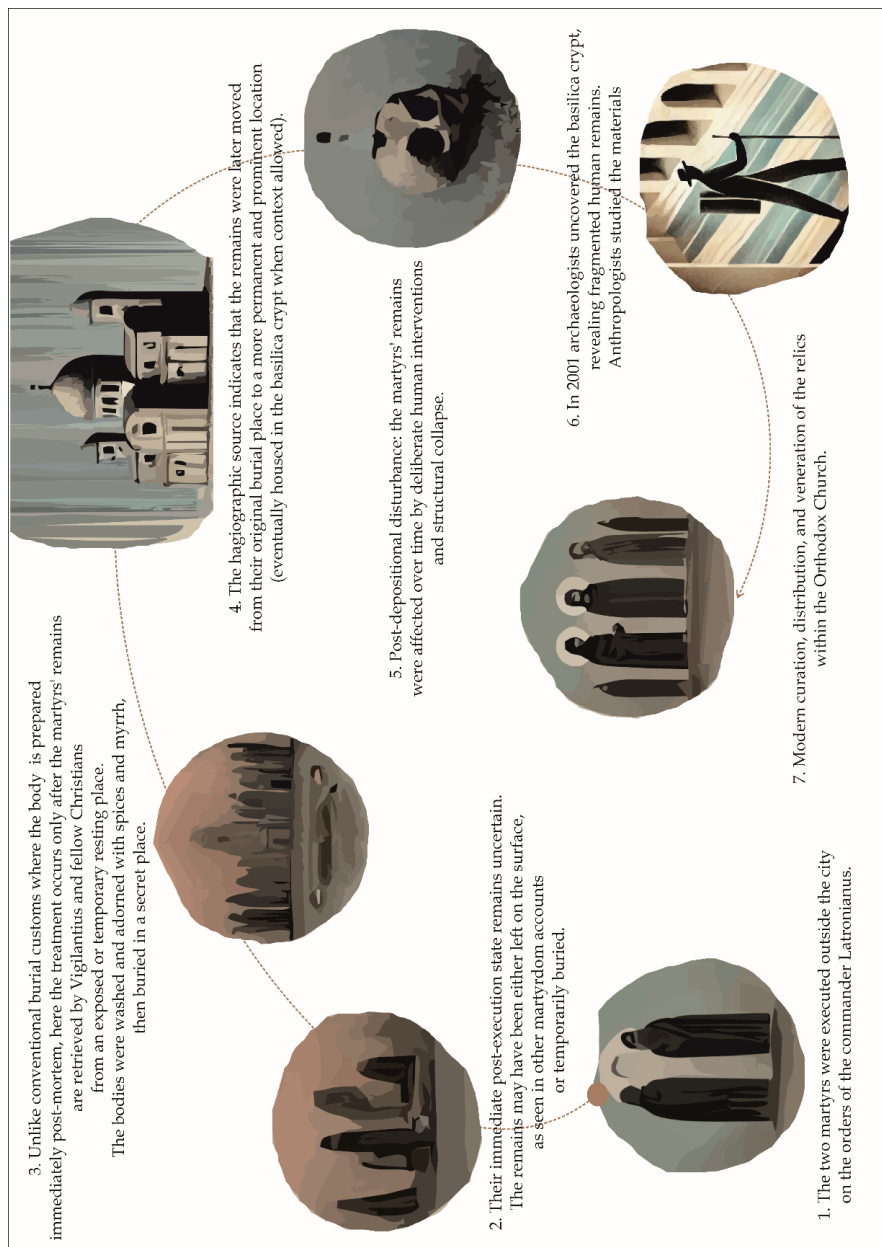 1. The two martyrs were executed outside the city
on the orders of the commander Latronianus.
2. Their immediate post-execution state remains uncertain.
The remains may have been either left on the surface,
as seen in other martyrdom accounts
or temporarily buried.
3. Unlike conventional burial customs where the body is prepared
immediately post-mortem, here the treatment occurs only after the martyrs' remains
are retrieved by Vigilantius and fellow Christians
from an exposed or temporary resting place.
The bodies were washed and adorned with spices and myrrh,
then buried in a secret place.
4. The hagiographic source indicates that the remains were later moved
from their original burial place to a more permanent and prominent location
(eventually housed in the basilica crypt when context allowed).
5. Post-depositional disturbance: the martyrs' remains
were affected over time by deliberate human interventions
and structural collapse.
6. In 2001 archaeologists uncovered the basilica crypt,
revealing fragmented human remains.
Anthropologists studied the materials
7. Modern curation, distribution, and veneration of the relics
within the Orthodox Church.